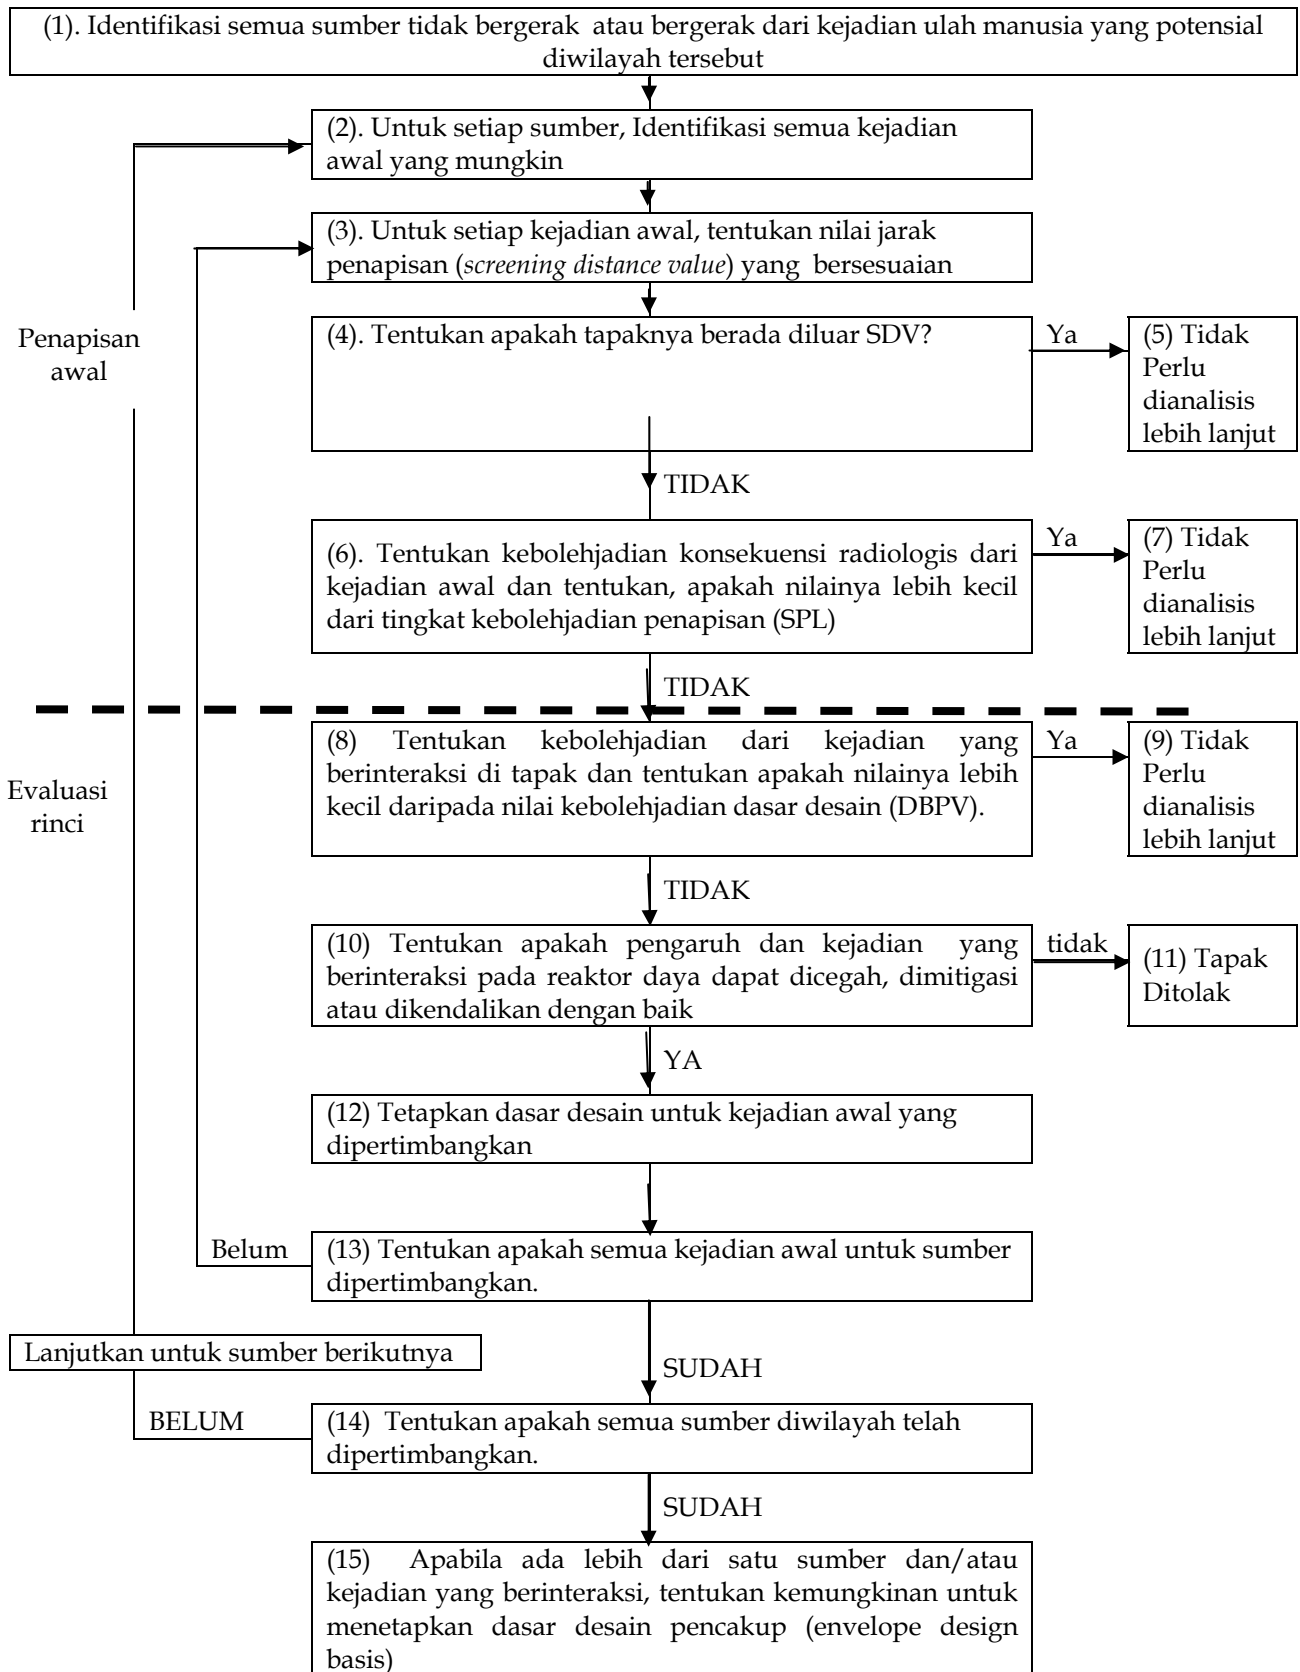 (1). Identifikasi semua sumber tidak bergerak atau bergerak dari kejadian ulah manusia yang potensial
diwilayah tersebut
(2). Untuk setiap sumber, Identifikasi semua kejadian
awal yang mungkin
(3). Untuk setiap kejadian awal, tentukan nilai jarak
penapisan (screening distance value) yang bersesuaian
Penapisan
awal
(4). Tentukan apakah tapaknya berada diluar SDV?
Ya
(5) Tidak
Perlu
dianalisis
lebih lanjut
TIDAK
(6). Tentukan kebolehjadian konsekuensi radiologis dari
kejadian awal dan tentukan, apakah nilainya lebih kecil
dari tingkat kebolehjadian penapisan (SPL)
Ya
(7) Tidak
Perlu
dianalisis
lebih lanjut
TIDAK
Evaluasi
rinci
(8) Tentukan kebolehjadian dari kejadian yang
berinteraksi di tapak dan tentukan apakah nilainya lebih
kecil daripada nilai kebolehjadian dasar desain (DBPV).
Ya
(9) Tidak
Perlu
dianalisis
lebih lanjut
TIDAK
(10) Tentukan apakah pengaruh dan kejadian yang
berinteraksi pada reaktor daya dapat dicegah, dimitigasi
atau dikendalikan dengan baik
tidak
(11) Tapak
Ditolak
YA
(12) Tetapkan dasar desain untuk kejadian awal yang
dipertimbangkan
Belum
(13) Tentukan apakah semua kejadian awal untuk sumber
dipertimbangkan.
Lanjutkan untuk sumber berikutnya
SUDAH
BELUM
(14) Tentukan apakah semua sumber diwilayah telah
dipertimbangkan.
SUDAH
(15) Apabila ada lebih dari satu sumber dan/atau
kejadian yang berinteraksi, tentukan kemungkinan untuk
menetapkan dasar desain pencakup (envelope design
basis)